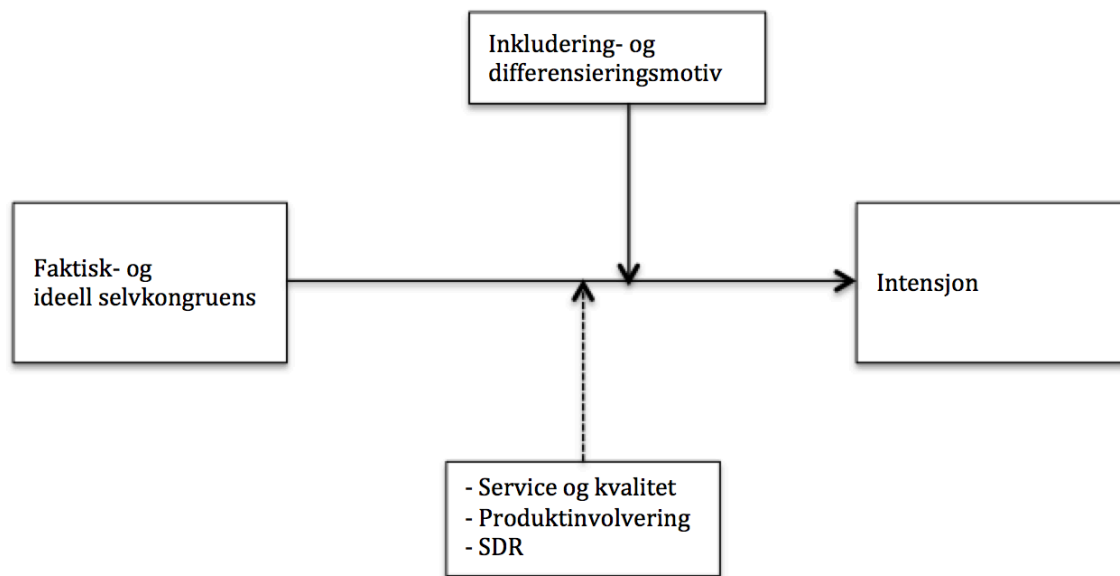 Inkludering- og
differensieringsmotiv
Faktisk- og
ideell selvkongruens
Intensjon
- Service og kvalitet
- Produktinvolvering
- SDR